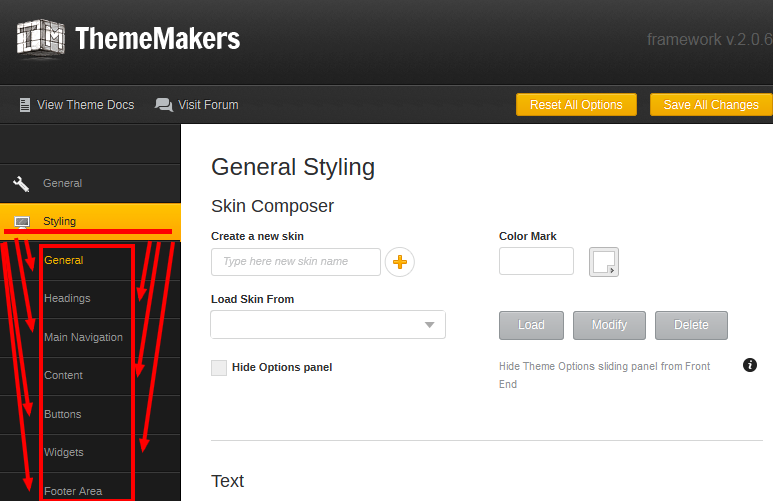 TM ThemeMakers
framework v.2.0.6
View Theme Docs Visit Forum
Reset All Options Save All Changes
General
Styling
General
Headings
Main Navigation
Content
Buttons
Widgets
Footer Area
General Styling
Skin Composer
Create a new skin Color Mark
Type here new skin name
Load Skin From
Load Modify Delete
Hide Options panel
Hide Theme Options sliding panel from Front
End
Text